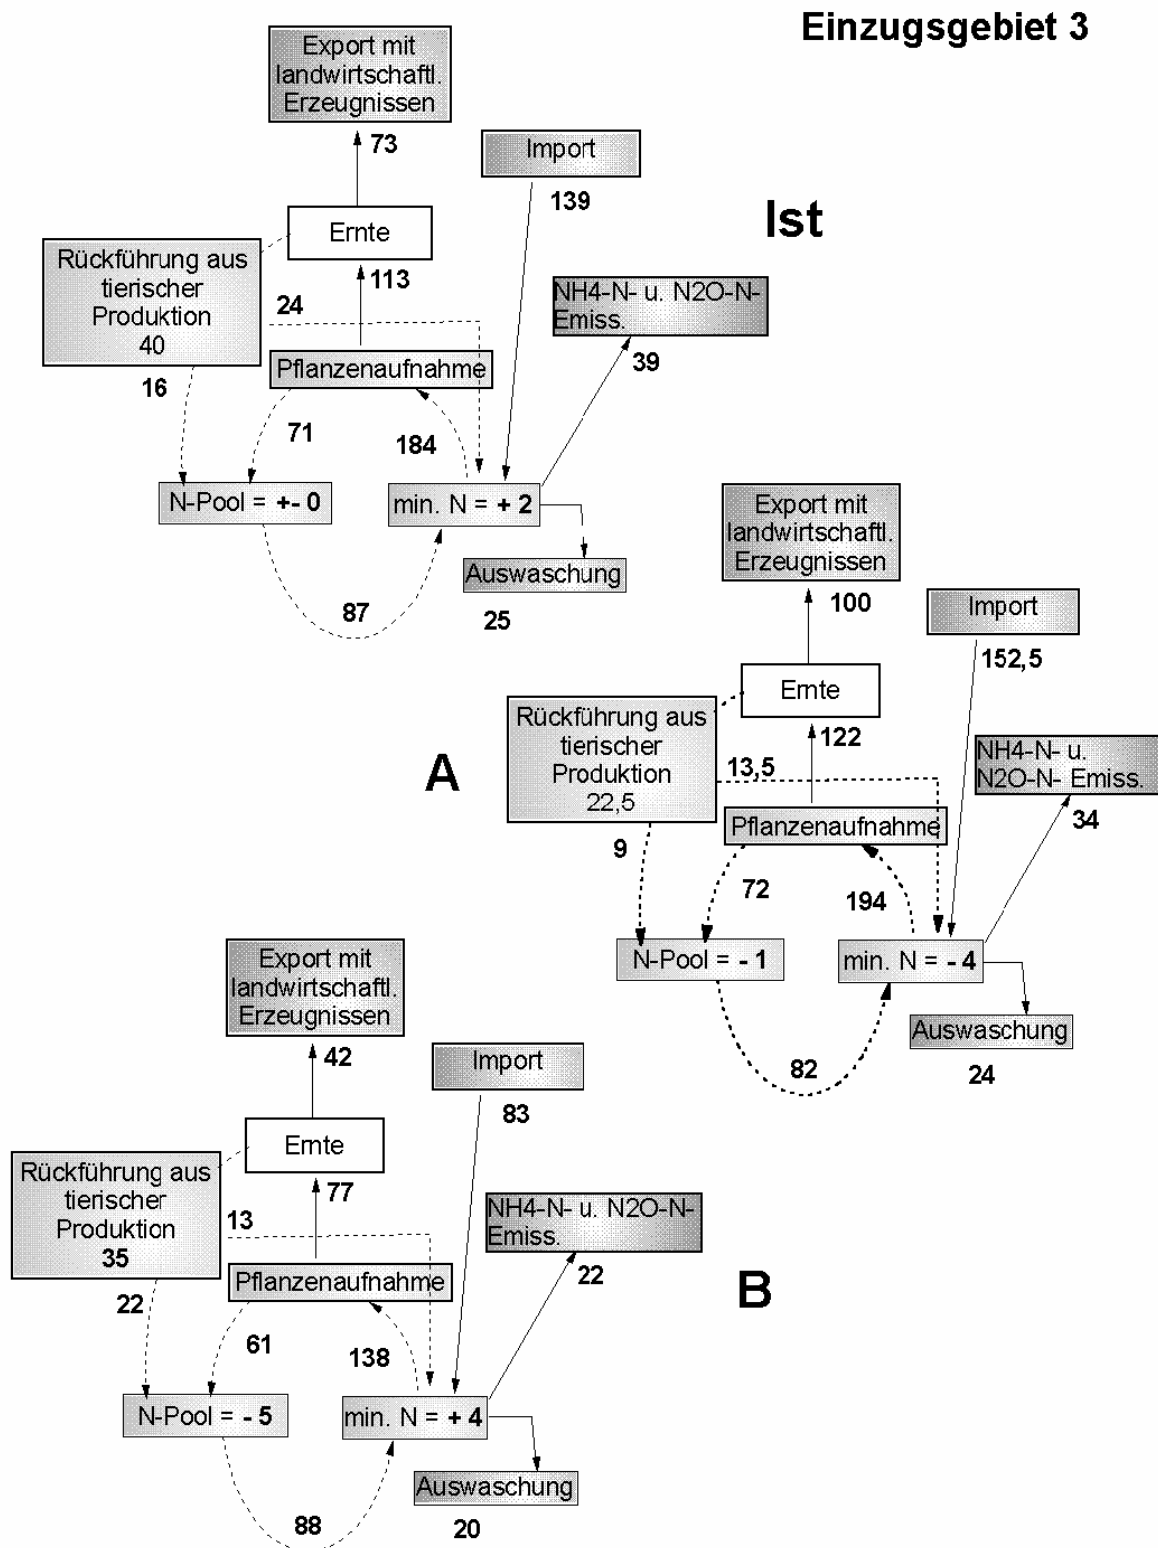 Einzugsgebiet 3
Export mit
landwirtschaftl.
Erzeugnissen
73
Import
139
Ist
Ernte
Rückführung aus
tierischer
Produktion
40
113
24
NH4-N- u. N2O-N-
Emiss.
39
16
Pflanzenaufnahme
71
184
N-Pool = +- 0
min. N = + 2
Auswaschung
25
87
Export mit
landwirtschaftl.
Erzeugnissen
100
Import
152,5
Ernte
A
Rückführung aus
tierischer
Produktion
22,5
122
13,5
NH4-N- u.
N2O-N- Emiss.
34
9
Pflanzenaufnahme
72
194
N-Pool = - 1
min. N = - 4
Auswaschung
24
82
Export mit
landwirtschaftl.
Erzeugnissen
42
Import
83
Ernte
Rückführung aus
tierischer
Produktion
35
77
13
NH4-N- u. N2O-N-
Emiss.
22
B
22
Pflanzenaufnahme
61
138
N-Pool = - 5
min. N = + 4
Auswaschung
20
88